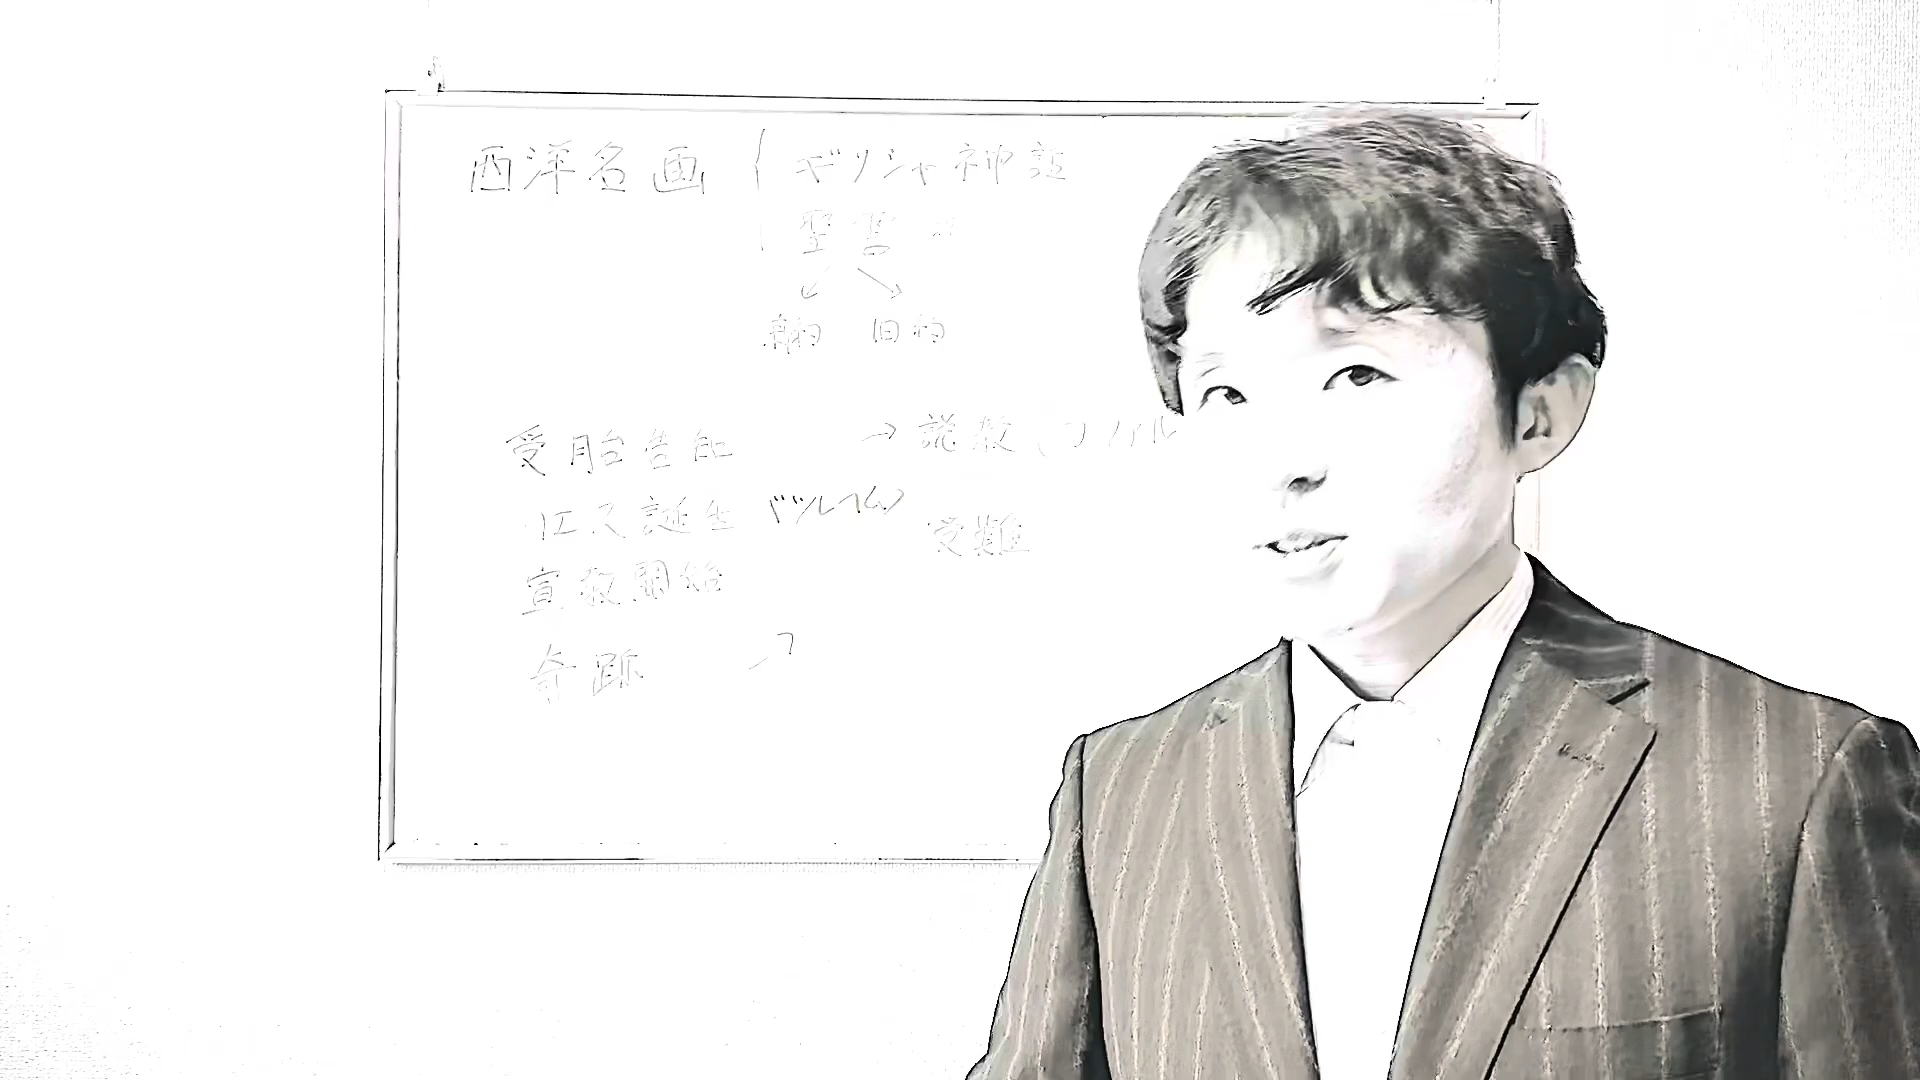 西洋名画 { ギリシャ神話
聖書
新約 旧約
受胎告知
イエス誕生 (ベツレヘム)
宣教開始
奇跡
→ 説教 (
受難